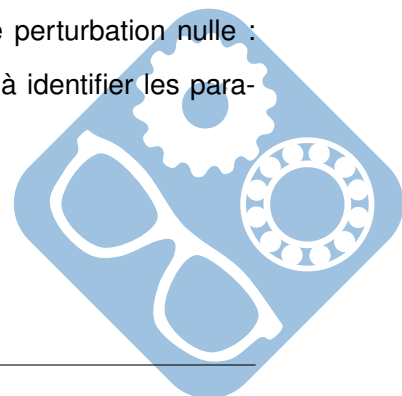 e perturbation nulle :
à identifier les para-